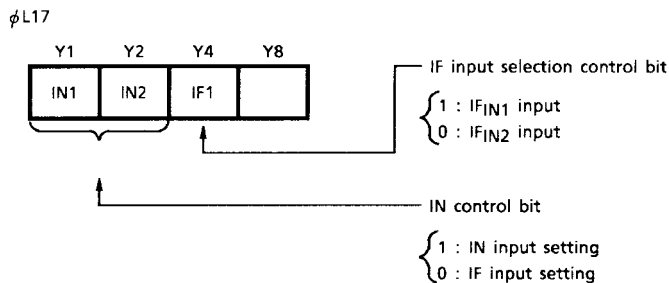 φL17
Y1 Y2 Y4 Y8
IN1 IN2 IF1
IF input selection control bit
1 : IFIN1 input
0 : IFIN2 input
IN control bit
1 : IN input setting
0 : IF input setting